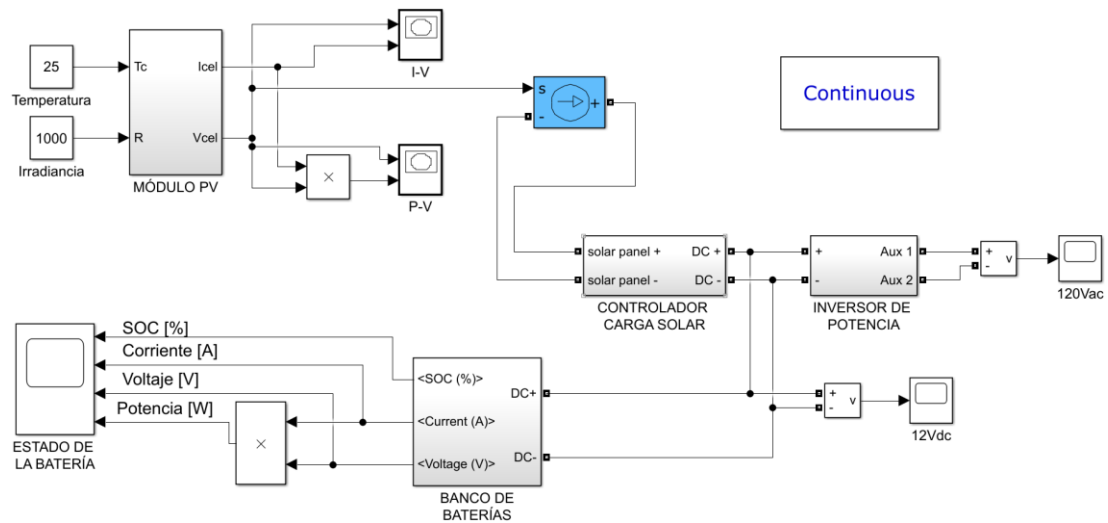 25
Temperatura
1000
Irradiancia
Tc
Icel
R
Vcel
MÓDULO PV
I-V
×
P-V
s
-
+
Continuous
solar panel +
DC +
solar panel -
DC -
CONTROLADOR
CARGA SOLAR
+
Aux 1
-
Aux 2
INVERSOR DE
POTENCIA
+
-
v
120Vac
SOC [%]
Corriente [A]
Voltaje [V]
Potencia [W]
ESTADO DE
LA BATERÍA
×
<SOC (%)>
<Current (A)>
<Voltage (V)>
DC+
DC-
BANCO DE
BATERÍAS
+
-
v
12Vdc